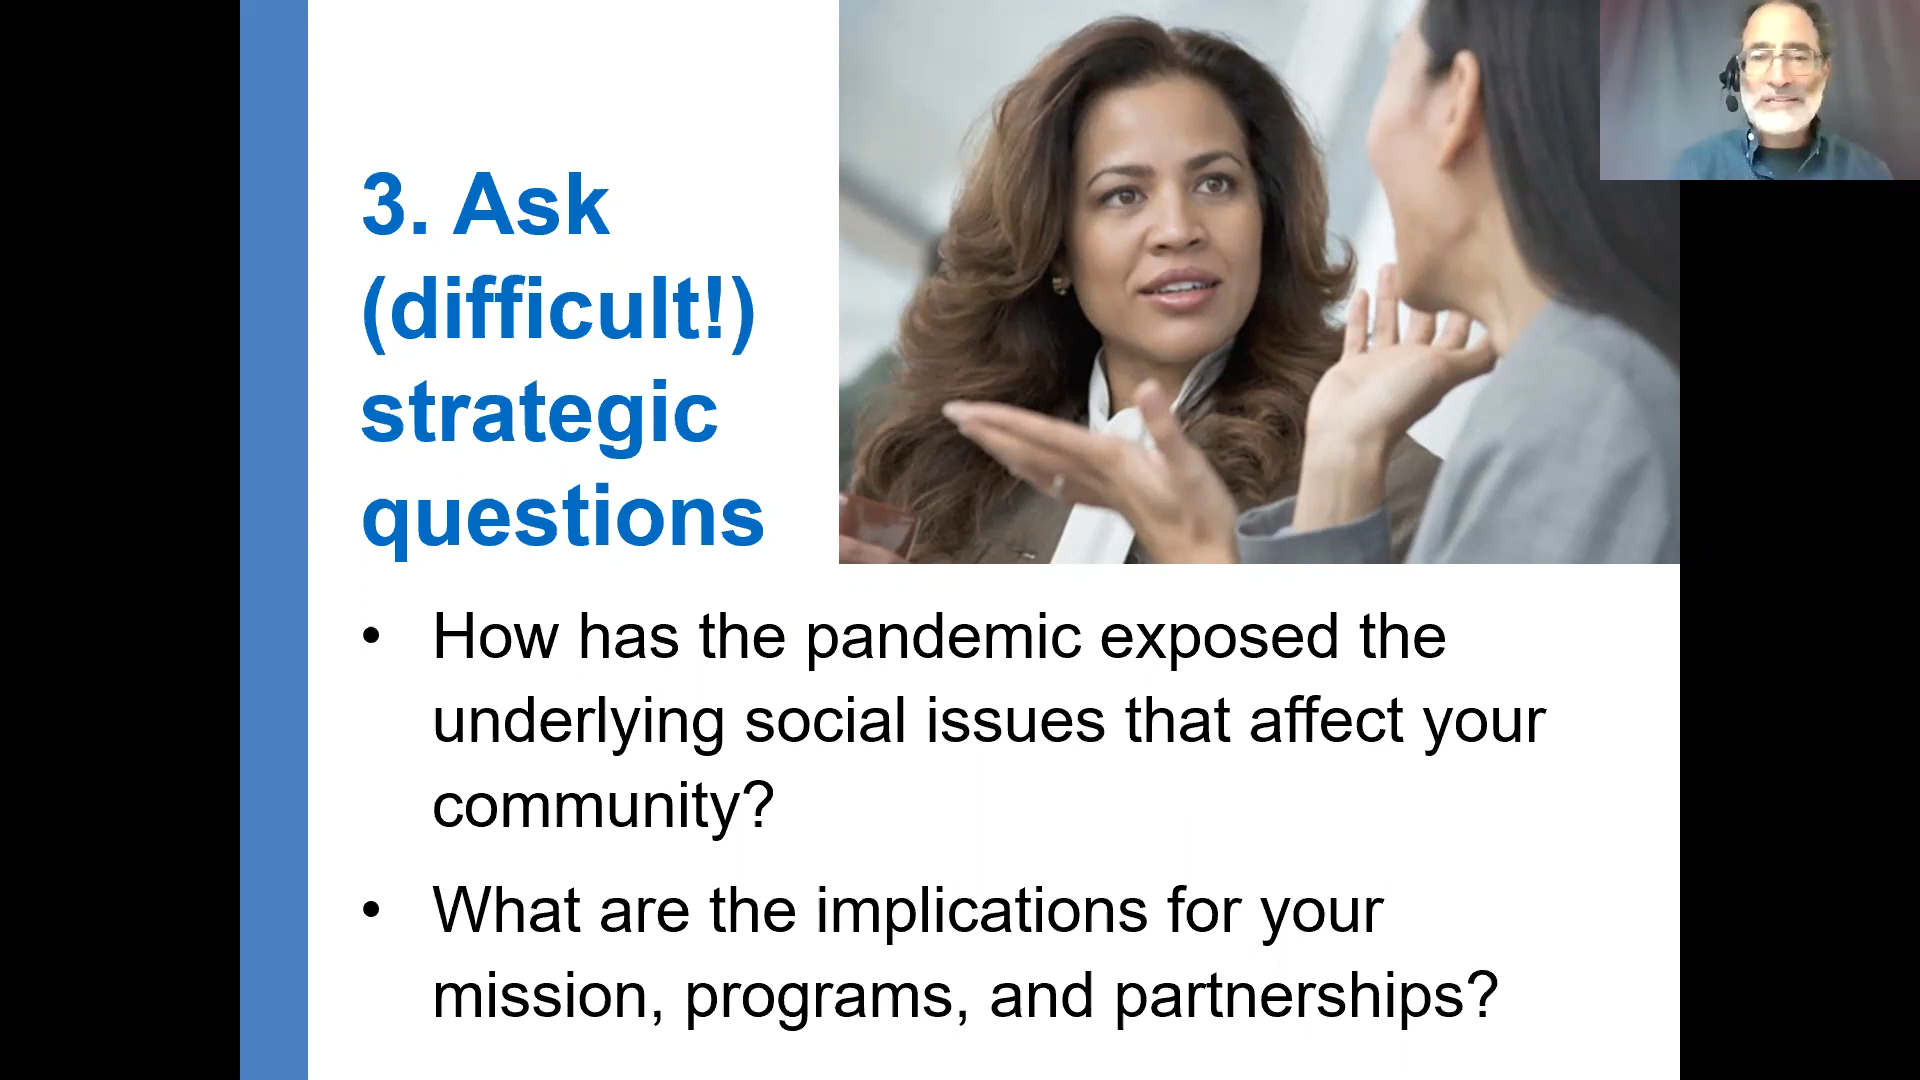 3. Ask
(difficult!)
strategic
questions
• How has the pandemic exposed the
underlying social issues that affect your
community?
• What are the implications for your
mission, programs, and partnerships?